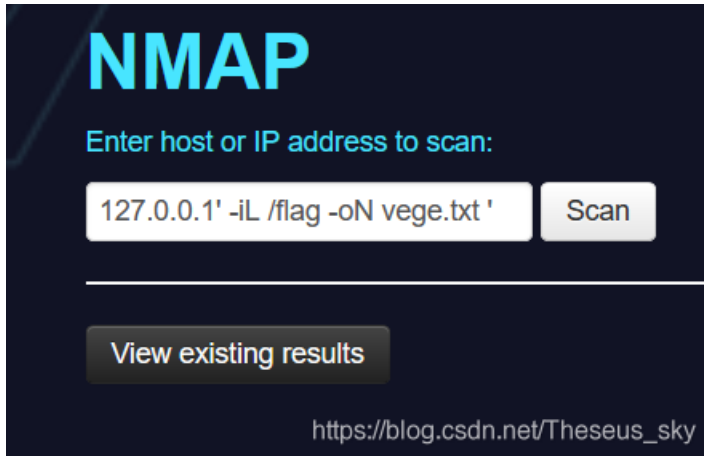 NMAP
Enter host or IP address to scan:
127.0.0.1' -iL /flag -oN vege.txt ' Scan
View existing results
https://blog.csdn.net/Theseus_sky